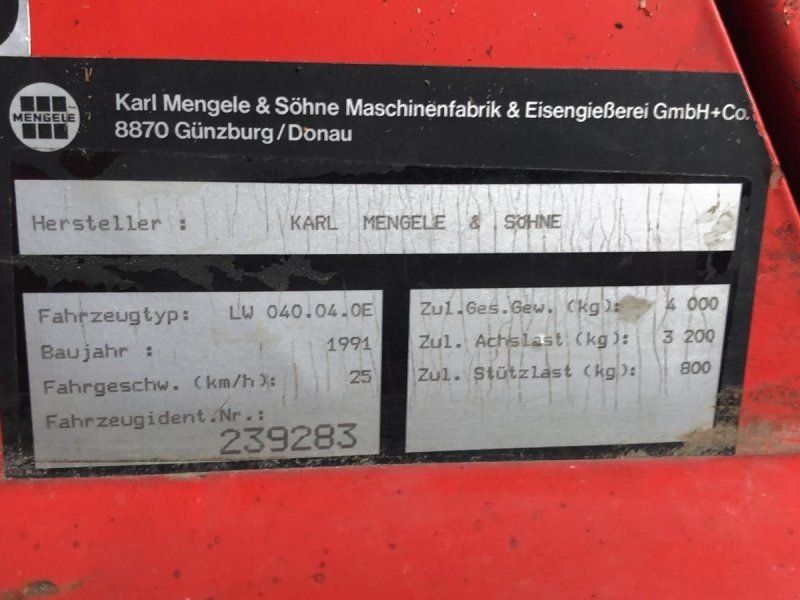 MENGELE
Karl Mengele & Söhne Maschinenfabrik & Eisengießerei GmbH+Co.
8870 Günzburg/Donau
Hersteller : KARL MENGELE & SÖHNE
Fahrzeugtyp: LW 040.04.0E
Baujahr : 1991
Fahrgeschw. (km/h): 25
Fahrzeugident.Nr.:
239283
Zul.Ges.Gew. (kg): 4 000
Zul. Achslast (kg): 3 200
Zul. Stützlast (kg): 800